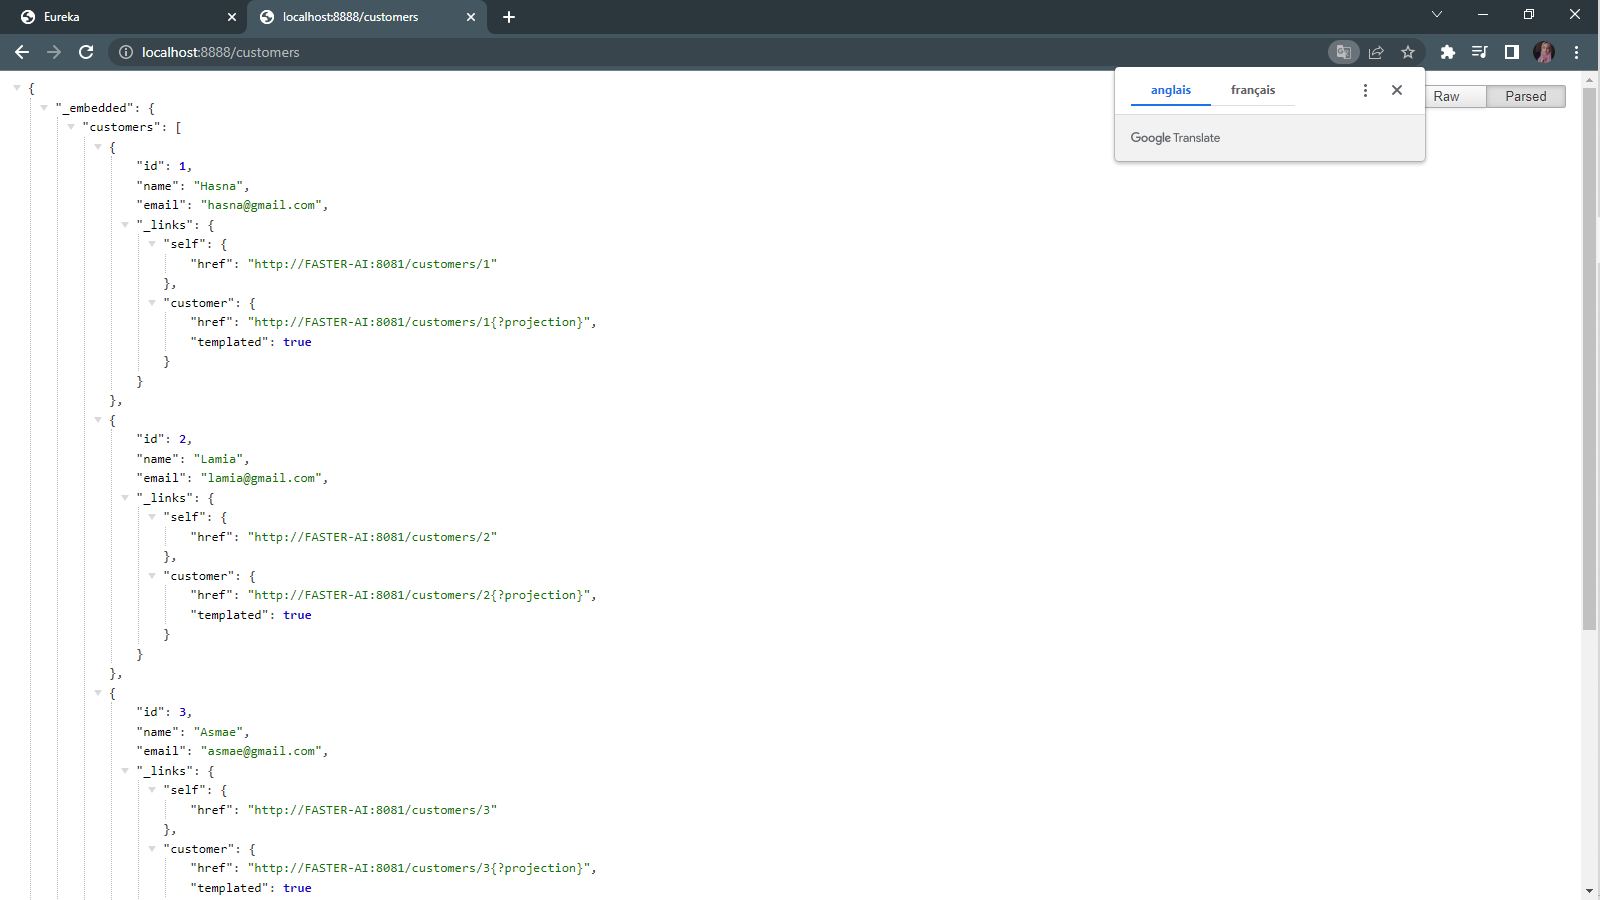 Eureka
localhost:8888/customers
localhost:8888/customers
anglais français
Google Translate
Raw Parsed
{
"_embedded": {
"customers": [
{
"id": 1,
"name": "Hasna",
"email": "hasna@gmail.com",
"_links": {
"self": {
"href": "http://FASTER-AI:8081/customers/1"
},
"customer": {
"href": "http://FASTER-AI:8081/customers/1{?projection}",
"templated": true
}
}
},
{
"id": 2,
"name": "Lamia",
"email": "lamia@gmail.com",
"_links": {
"self": {
"href": "http://FASTER-AI:8081/customers/2"
},
"customer": {
"href": "http://FASTER-AI:8081/customers/2{?projection}",
"templated": true
}
}
},
{
"id": 3,
"name": "Asmae",
"email": "asmae@gmail.com",
"_links": {
"self": {
"href": "http://FASTER-AI:8081/customers/3"
},
"customer": {
"href": "http://FASTER-AI:8081/customers/3{?projection}",
"templated": true